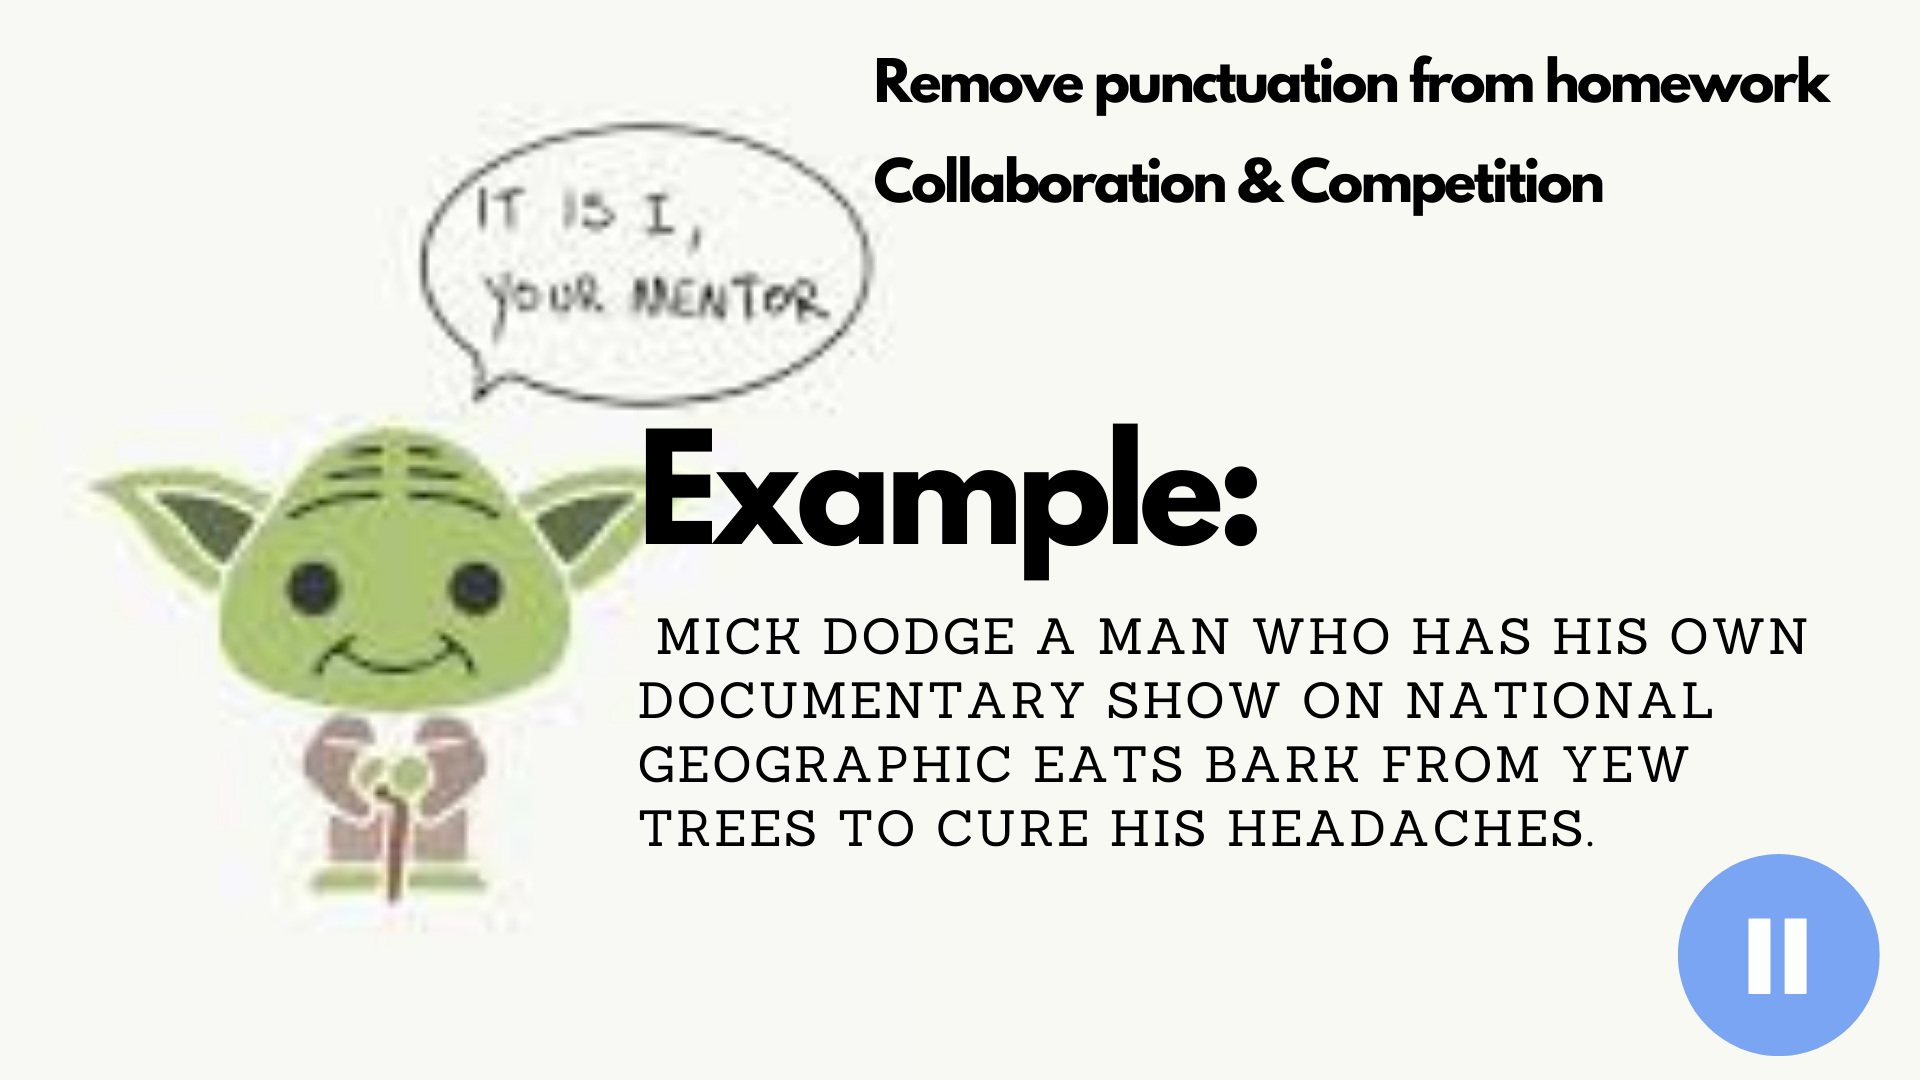 Remove punctuation from homework
Collaboration & Competition
IT IS I,
YOUR MENTOR
Example:
MICK DODGE A MAN WHO HAS HIS OWN
DOCUMENTARY SHOW ON NATIONAL
GEOGRAPHIC EATS BARK FROM YEW
TREES TO CURE HIS HEADACHES.